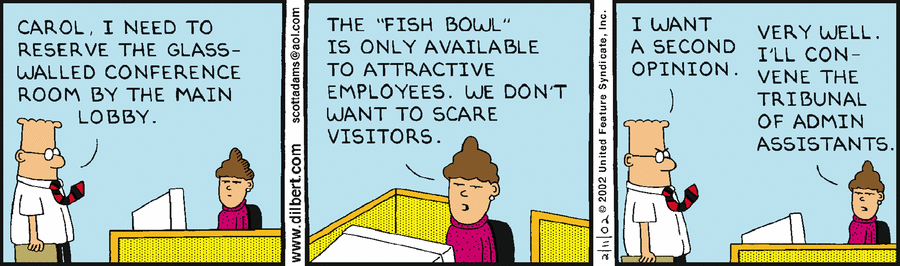 CAROL, I NEED TO
RESERVE THE GLASS-
WALLED CONFERENCE
ROOM BY THE MAIN
LOBBY.
www.dilbert.com
scottadams@aol.com
THE "FISH BOWL"
IS ONLY AVAILABLE
TO ATTRACTIVE
EMPLOYEES. WE DON'T
WANT TO SCARE
VISITORS.
2/11/02 © 2002 United Feature Syndicate, Inc.
I WANT
A SECOND
OPINION.
VERY WELL.
I'LL CON-
VENE THE
TRIBUNAL
OF ADMIN
ASSISTANTS.